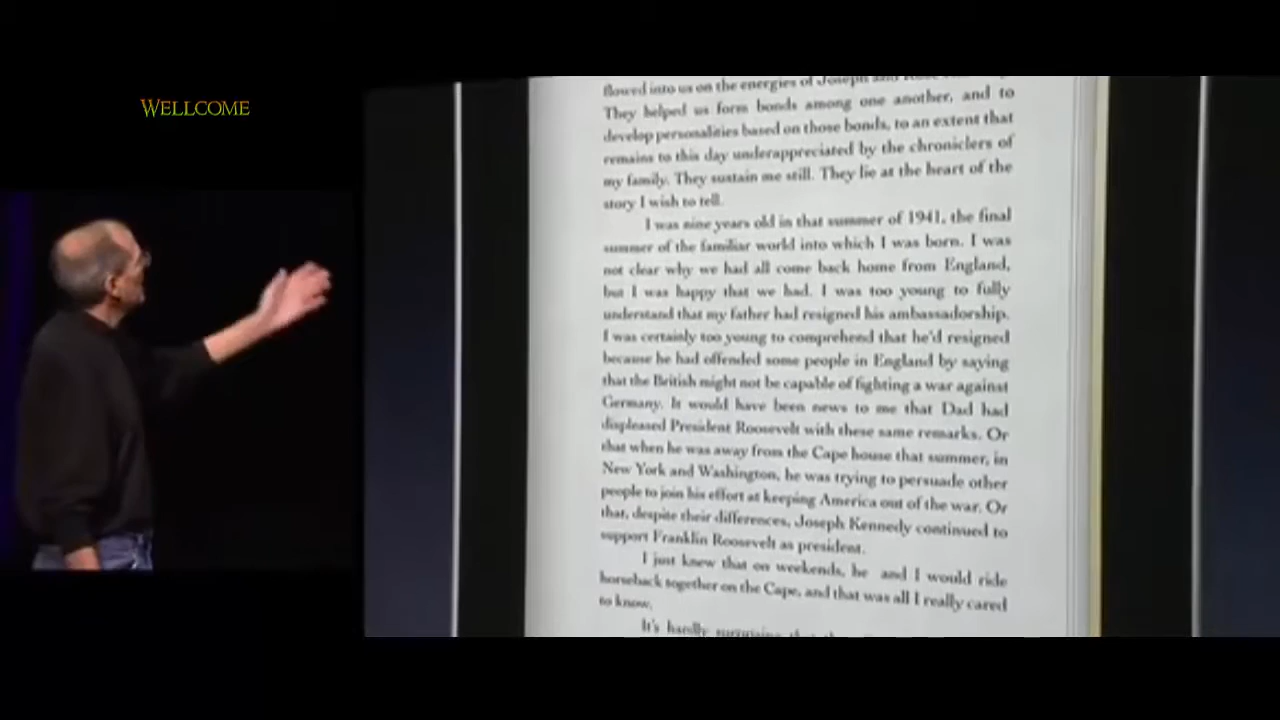 WELLCOME
flowed into us on the energies of Joseph and
They helped us form bonds among one another, and to
develop personalities based on those bonds, to an extent that
remains to this day underappreciated by the chroniclers of
my family. They sustain me still. They lie at the heart of the
story I wish to tell.
I was nine years old in that summer of 1941, the final
summer of the familiar world into which I was born. I was
not clear why we had all come back home from England,
but I was happy that we had. I was too young to fully
understand that my father had resigned his ambassadorship.
I was certainly too young to comprehend that he'd resigned
because he had offended some people in England by saying
that the British might not be capable of fighting a war against
Germany. It would have been news to me that Dad had
displeased President Roosevelt with these same remarks. Or
that when he was away from the Cape house that summer, in
New York and Washington, he was trying to persuade other
people to join his effort at keeping America out of the war. Or
that, despite their differences, Joseph Kennedy continued to
support Franklin Roosevelt as president.
I just knew that on weekends, he and I would ride
horseback together on the Cape, and that was all I really cared
to know.
It's hardly surprising that